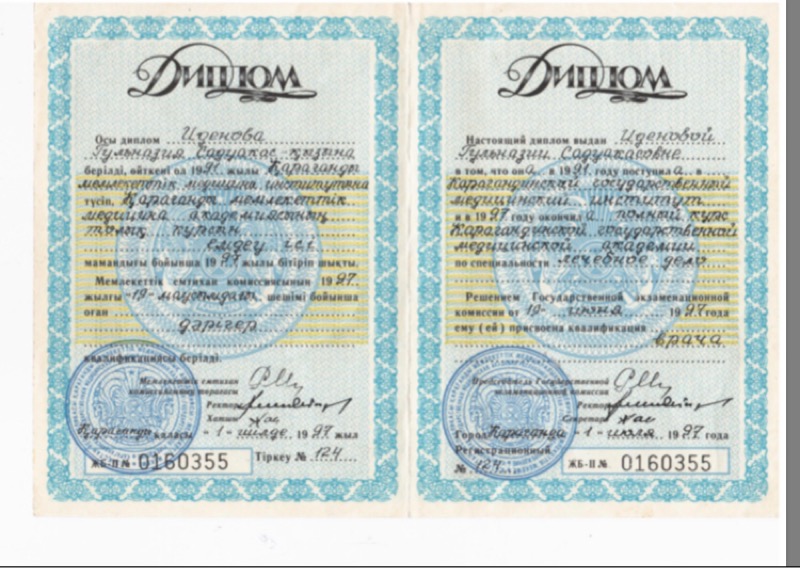 Диплом
Осы диплом Иденова
Гульназия Садуакас-қызына
берілді, өйткені ол 1991 жылы Қарағанды
мемлекеттік медицина институтына
түсіп, Қарағанды мемлекеттік
медицина академиясының
толық курсын
емдеу ісі
мамандығы бойынша 1997 жылы бітіріп шықты.
Мемлекеттік емтихан комиссиясының 1997
жылғы «19» маусымдағы шешімі бойынша
оған
дәрігер
квалификациясы берілді.
Мемлекеттік емтихан
комиссиясының төрағасы
Ректор
Хатшы
Қарағанды қаласы «1» шілде 1997 жыл
ЖБ-II № 0160355
Тіркеу № 124
Диплом
Настоящий диплом выдан Иденовой
Гульназии Садуакасовне
в том, что она в 1991 году поступила в
Карагандинский государственный
медицинский институт
и в 1997 году окончила полный курс
Карагандинской государственной
медицинской академии
по специальности лечебное дело
Решением Государственной экзаменационной
комиссии от 19 июня 1997 года
ему (ей) присвоена квалификация
врача
Председатель Государственной
экзаменационной комиссии
Ректор
Секретарь
Город Караганда «1» июля 1997 года
Регистрационный
№ 124
ЖБ-II № 0160355